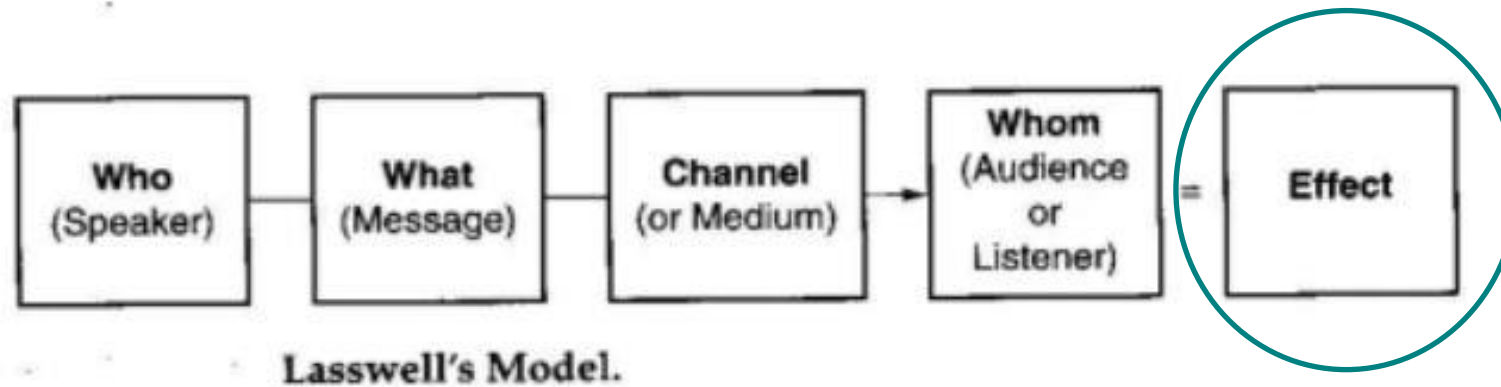 Who
(Speaker)
What
(Message)
Channel
(or Medium)
Whom
(Audience
or
Listener)
=
Effect
Lasswell's Model.